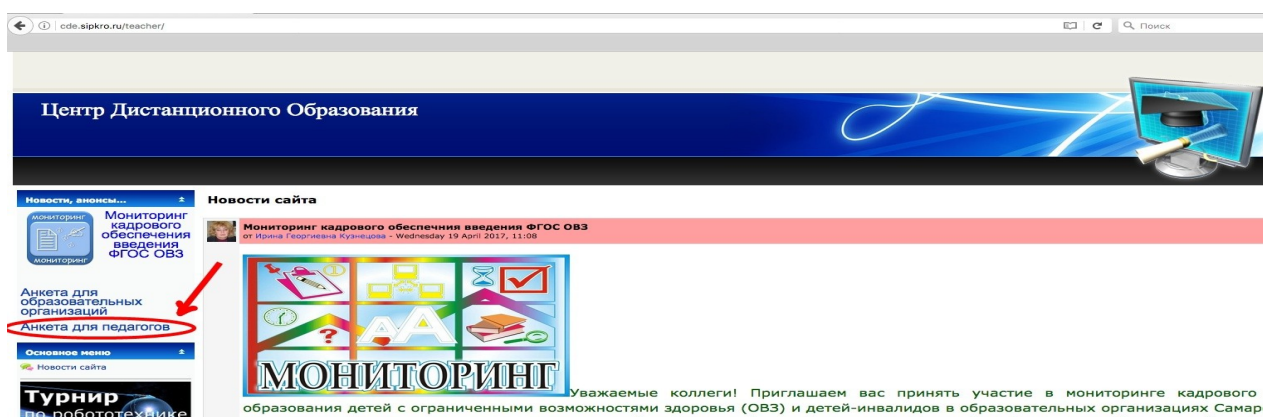 cde.sipkro.ru/teacher/
Поиск
Центр Дистанционного Образования
Новости, анонсы...
мониторинг
мониторинг
Мониторинг
кадрового
обеспечения
введения
ФГОС ОВЗ
Анкета для
образовательных
организаций
Анкета для педагогов
Основное меню
Новости сайта
Турнир
по робототехнике
Новости сайта
Мониторинг кадрового обеспечния введения ФГОС ОВЗ
от Ирина Георгиевна Кузнецова - Wednesday 19 April 2017, 11:08
АА
?
МОНИТОРИНГ
Уважаемые коллеги! Приглашаем вас принять участие в мониторинге кадрового
образования детей с ограниченными возможностями здоровья (ОВЗ) и детей-инвалидов в образовательных организациях Самар